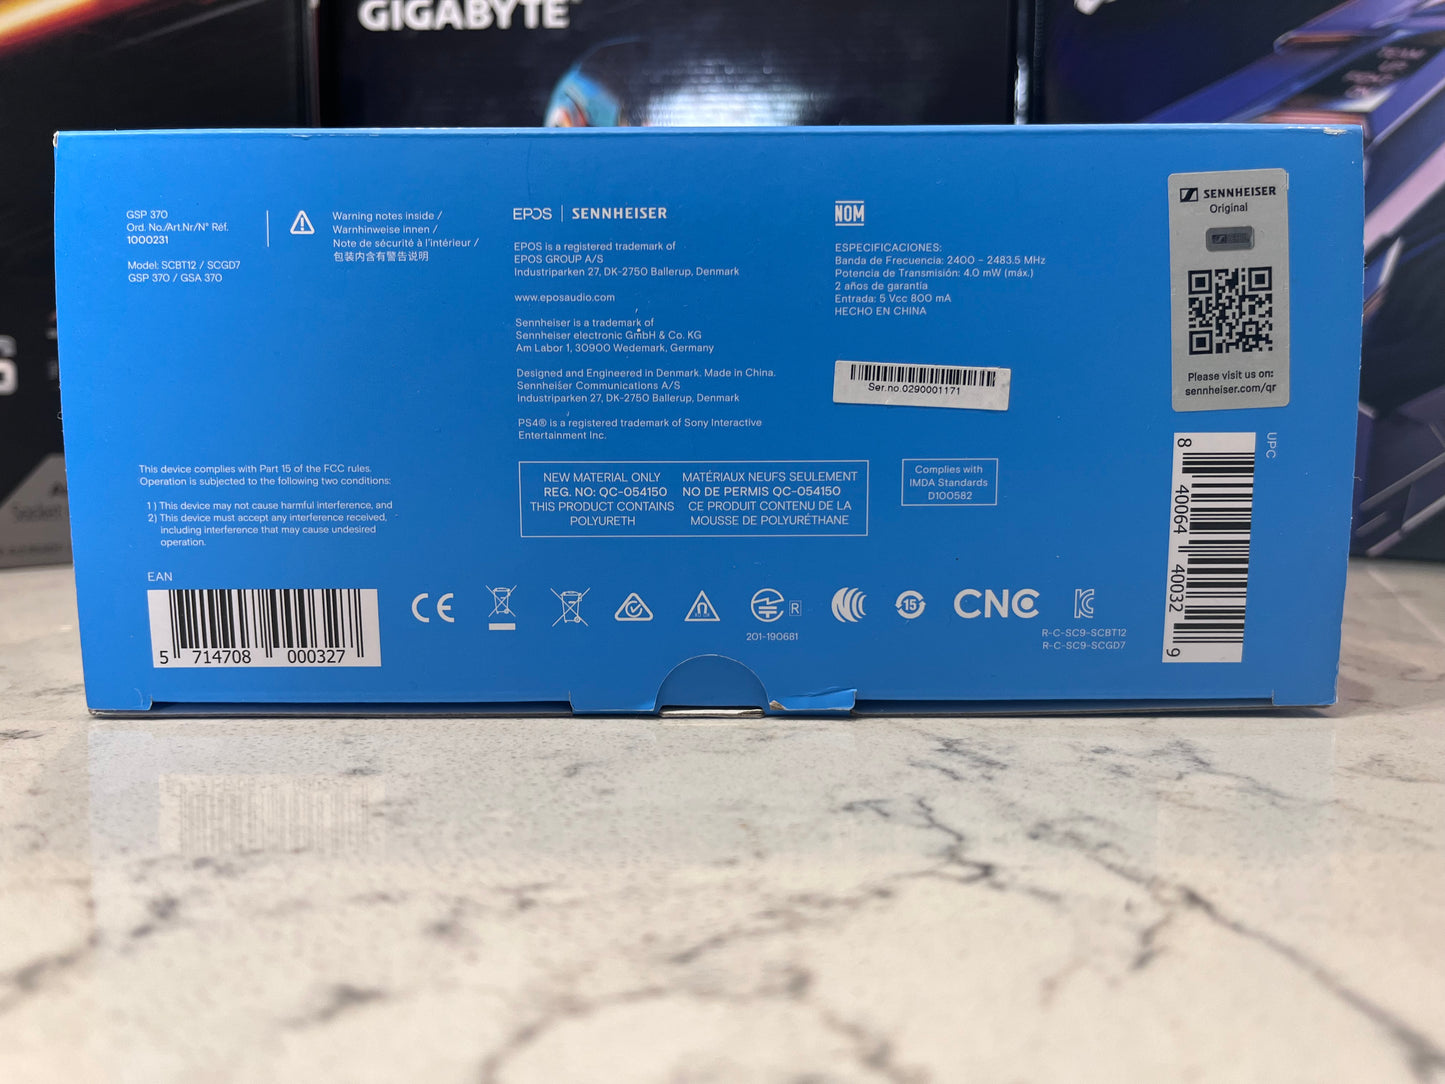 GIGABYTE
GSP 370
Ord. No./Art.Nr/N° Réf.
1000231
Model: SCBT12 / SCGD7
GSP 370 / GSA 370
Warning notes inside /
Warnhinweise innen /
Note de sécurité à l'intérieur /
包装内含有警告说明
EPOS | SENNHEISER
EPOS is a registered trademark of
EPOS GROUP A/S
Industriparken 27, DK-2750 Ballerup, Denmark
www.eposaudio.com
Sennheiser is a trademark of
Sennheiser electronic GmbH & Co. KG
Am Labor 1, 30900 Wedemark, Germany
Designed and Engineered in Denmark. Made in China.
Sennheiser Communications A/S
Industriparken 27, DK-2750 Ballerup, Denmark
PS4® is a registered trademark of Sony Interactive
Entertainment Inc.
NOM
ESPECIFICACIONES:
Banda de Frecuencia: 2400 - 2483.5 MHz
Potencia de Transmisión: 4.0 mW (máx.)
2 años de garantía
Entrada: 5 Vcc 800 mA
HECHO EN CHINA
Ser.no.0290001171
SENNHEISER
Original
Please visit us on:
sennheiser.com/qr
This device complies with Part 15 of the FCC rules.
Operation is subjected to the following two conditions:
1 ) This device may not cause harmful interference, and
2) This device must accept any interference received,
including interference that may cause undesired
operation.
NEW MATERIAL ONLY
REG. NO: QC-054150
THIS PRODUCT CONTAINS
POLYURETH
MATÉRIAUX NEUFS SEULEMENT
NO DE PERMIS QC-054150
CE PRODUIT CONTENU DE LA
MOUSSE DE POLYURÉTHANE
Complies with
IMDA Standards
D100582
UPC
8 40064 40032 9
EAN
5 714708 000327
CE
R
201-190681
15
CNC
R-C-SC9-SCBT12
R-C-SC9-SCGD7